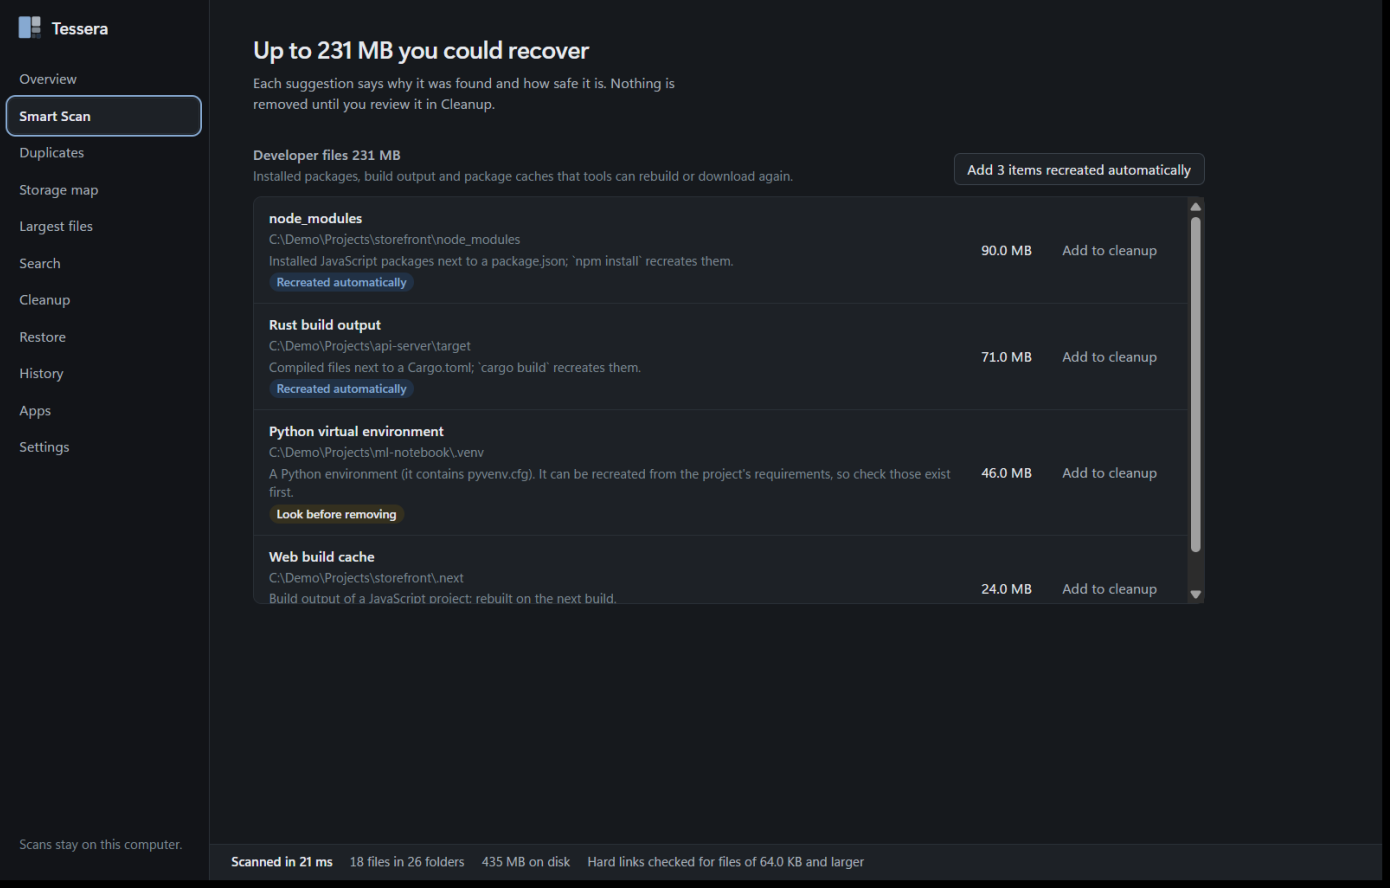 Tessera
Overview
Smart Scan
Duplicates
Storage map
Largest files
Search
Cleanup
Restore
History
Apps
Settings
Scans stay on this computer.
Up to 231 MB you could recover
Each suggestion says why it was found and how safe it is. Nothing is
removed until you review it in Cleanup.
Developer files 231 MB
Installed packages, build output and package caches that tools can rebuild or download again.
Add 3 items recreated automatically
node_modules
C:\Demo\Projects\storefront\node_modules
Installed JavaScript packages next to a package.json; `npm install` recreates them.
Recreated automatically
90.0 MB
Add to cleanup
Rust build output
C:\Demo\Projects\api-server\target
Compiled files next to a Cargo.toml; `cargo build` recreates them.
Recreated automatically
71.0 MB
Add to cleanup
Python virtual environment
C:\Demo\Projects\ml-notebook\.venv
A Python environment (it contains pyvenv.cfg). It can be recreated from the project's requirements, so check those exist
first.
Look before removing
46.0 MB
Add to cleanup
Web build cache
C:\Demo\Projects\storefront\.next
Build output of a JavaScript project; rebuilt on the next build.
24.0 MB
Add to cleanup
Scanned in 21 ms
18 files in 26 folders
435 MB on disk
Hard links checked for files of 64.0 KB and larger